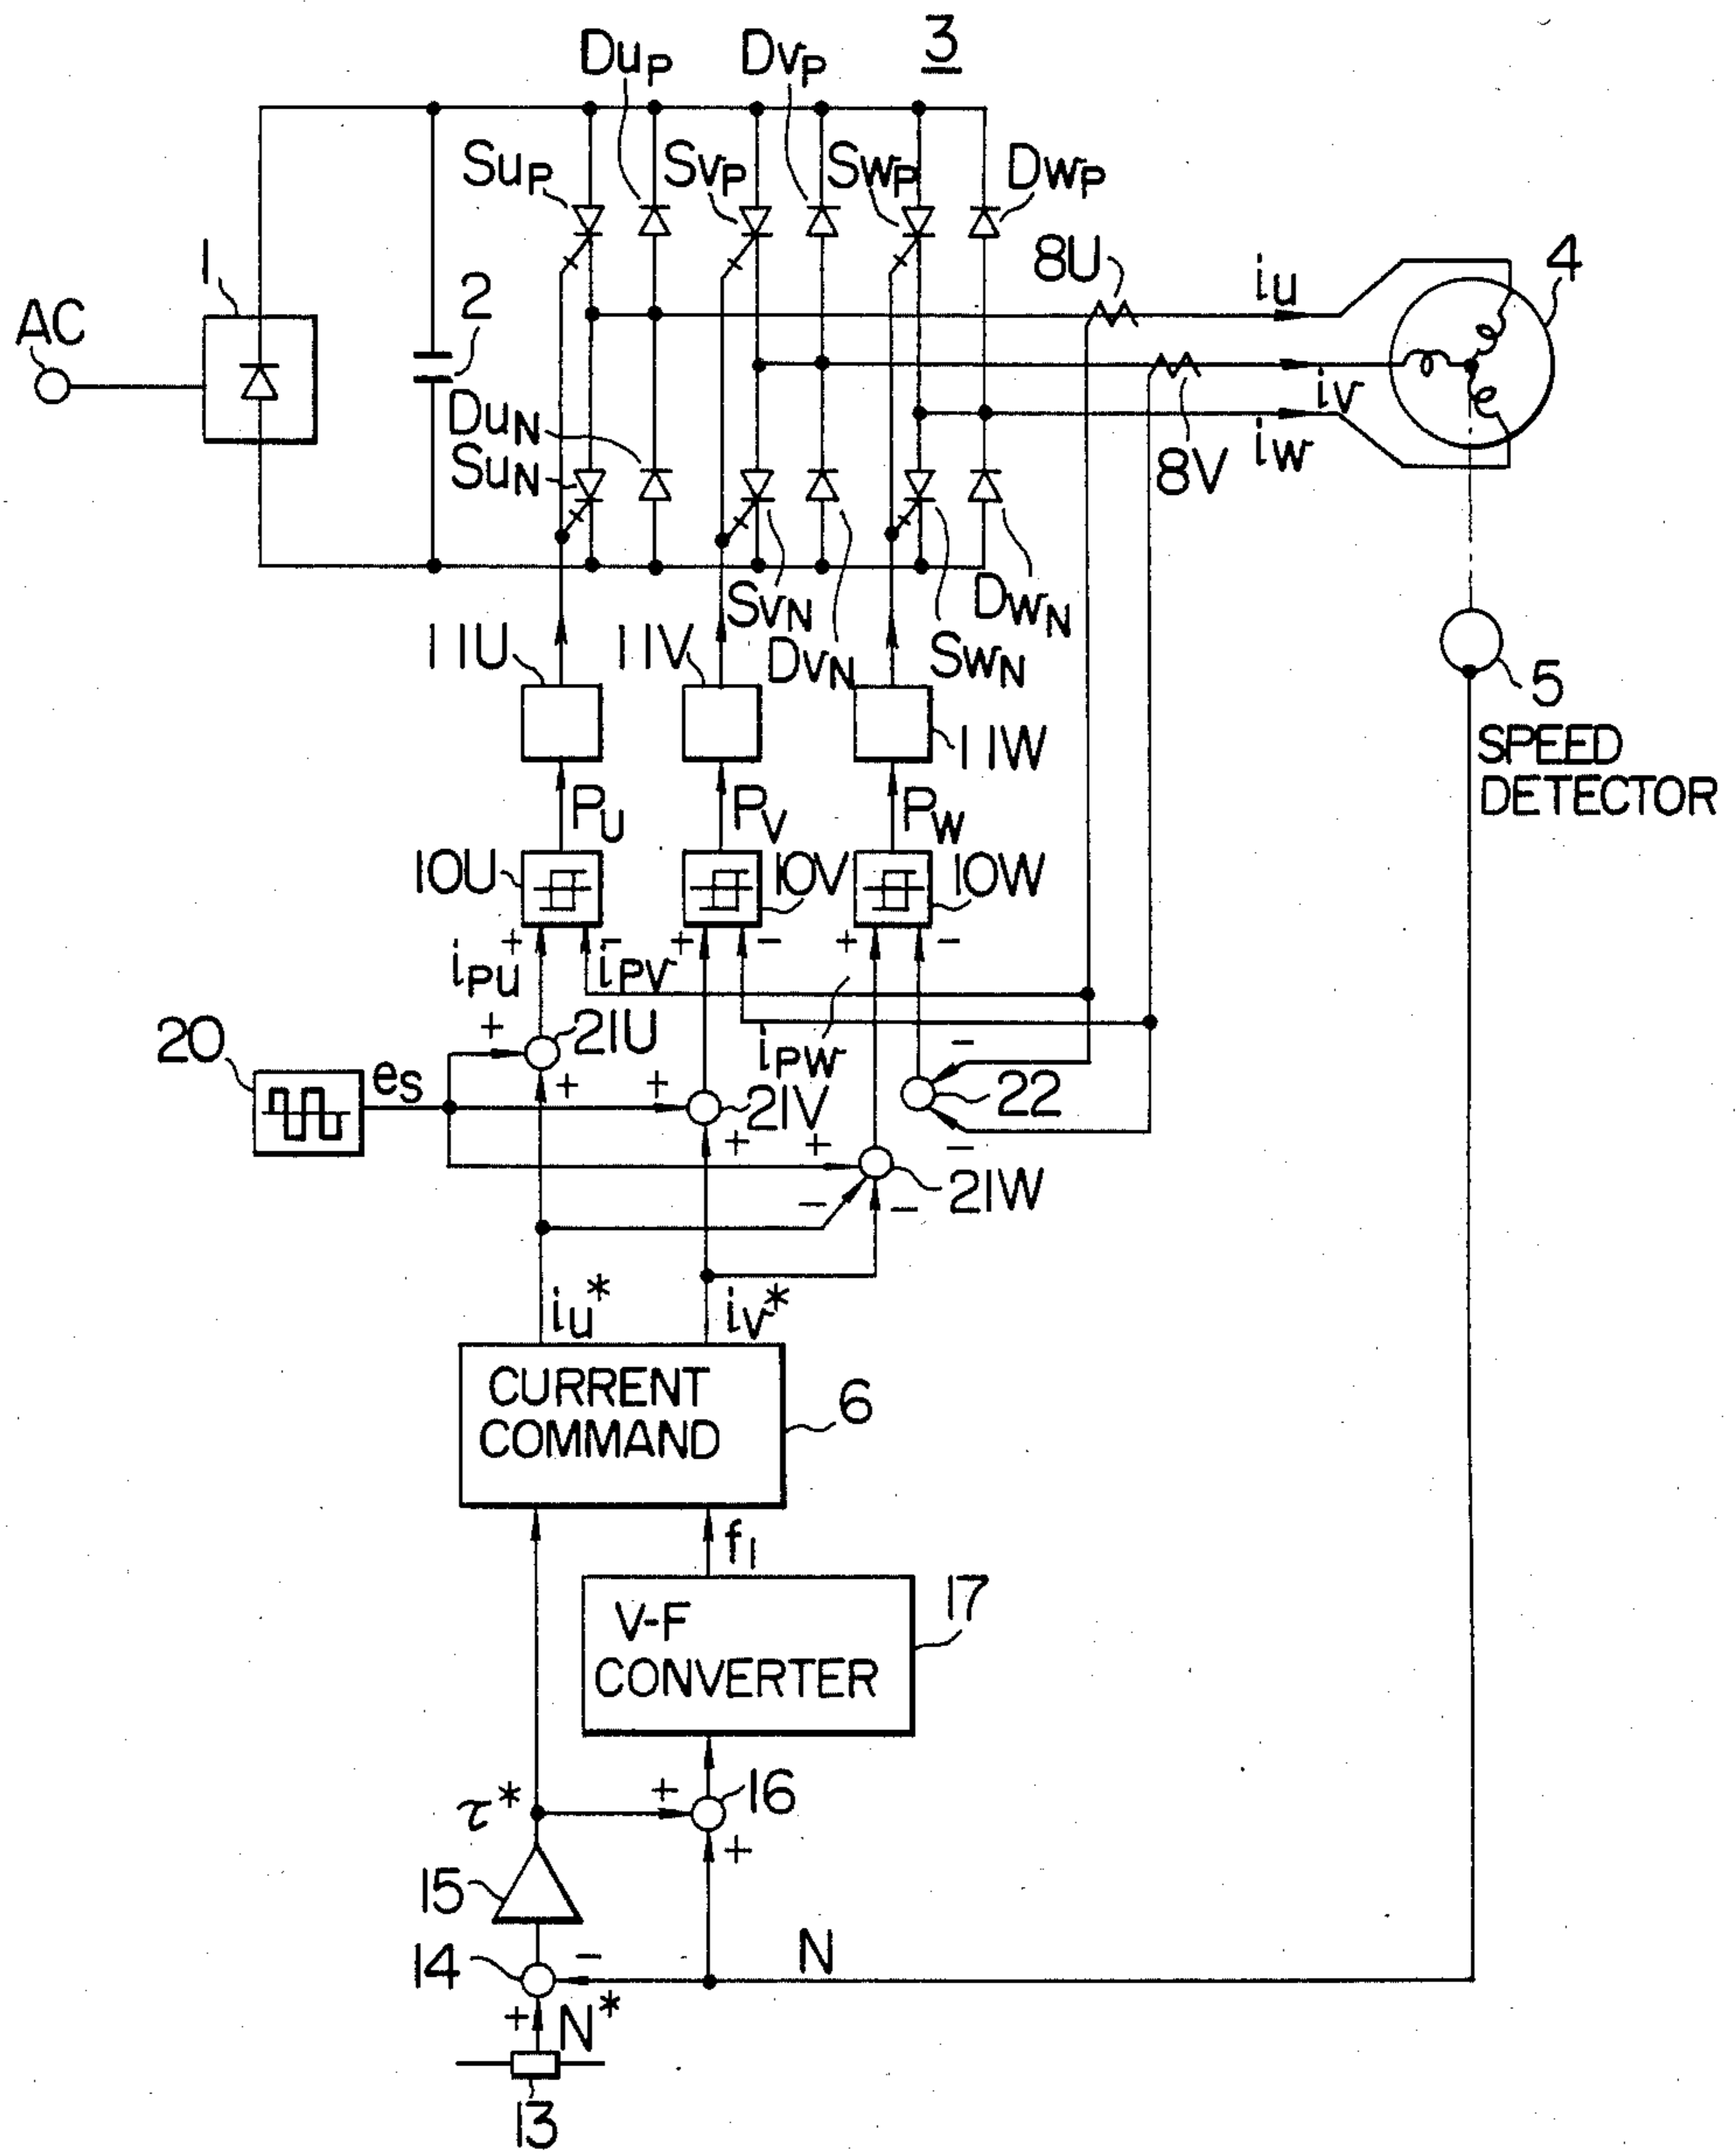 3
DuP
DvP
SuP
SvP
SwP
DwP
8U
iu
4
1
AC
2
iv
DuN
SuN
iw
8V
SvN
DwN
11U
11V
DvN
SwN
5
SPEED
DETECTOR
11W
PU
PV
PW
10U
10V
10W
+
-
+
-
+
-
iPU
iPV
20
+
21U
iPW
-
es
+
+
21V
22
+
+
-
21W
-
-
iu*
iv*
CURRENT
COMMAND
6
f1
17
V-F
CONVERTER
+
16
τ*
+
15
14
-
N
+
N*
13